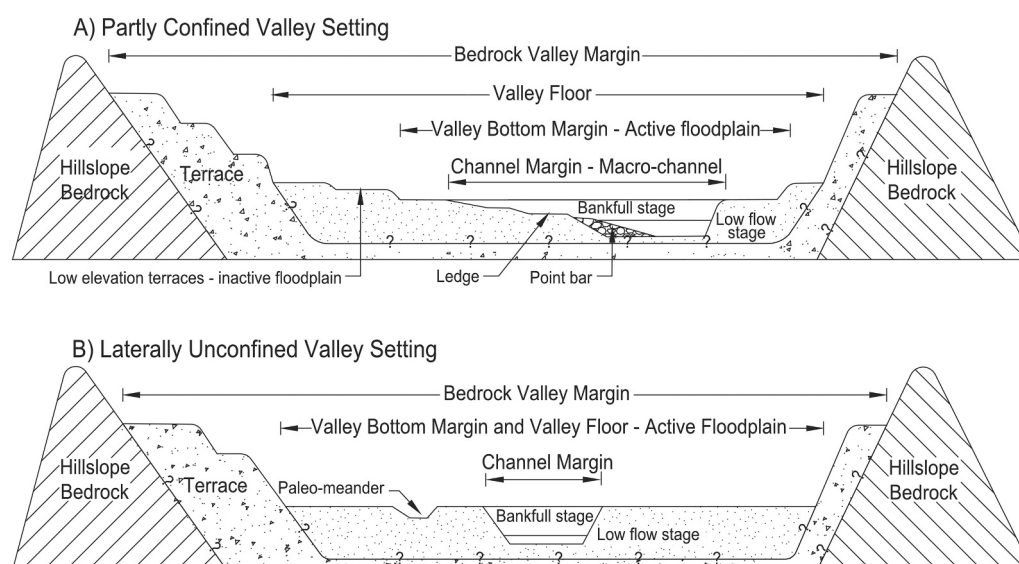 A) Partly Confined Valley Setting
Bedrock Valley Margin
Valley Floor
Valley Bottom Margin - Active floodplain
Channel Margin - Macro-channel
Hillslope
Bedrock
Terrace
Bankfull stage
Low flow
stage
Hillslope
Bedrock
?
?
?
?
?
?
?
?
?
?
Low elevation terraces - inactive floodplain
Ledge
Point bar
B) Laterally Unconfined Valley Setting
Bedrock Valley Margin
Valley Bottom Margin and Valley Floor - Active Floodplain
Channel Margin
Hillslope
Bedrock
Terrace
Paleo-meander
Bankfull stage
Low flow stage
Hillslope
Bedrock
?
?
?
?
?
?
?
?
?
?
?